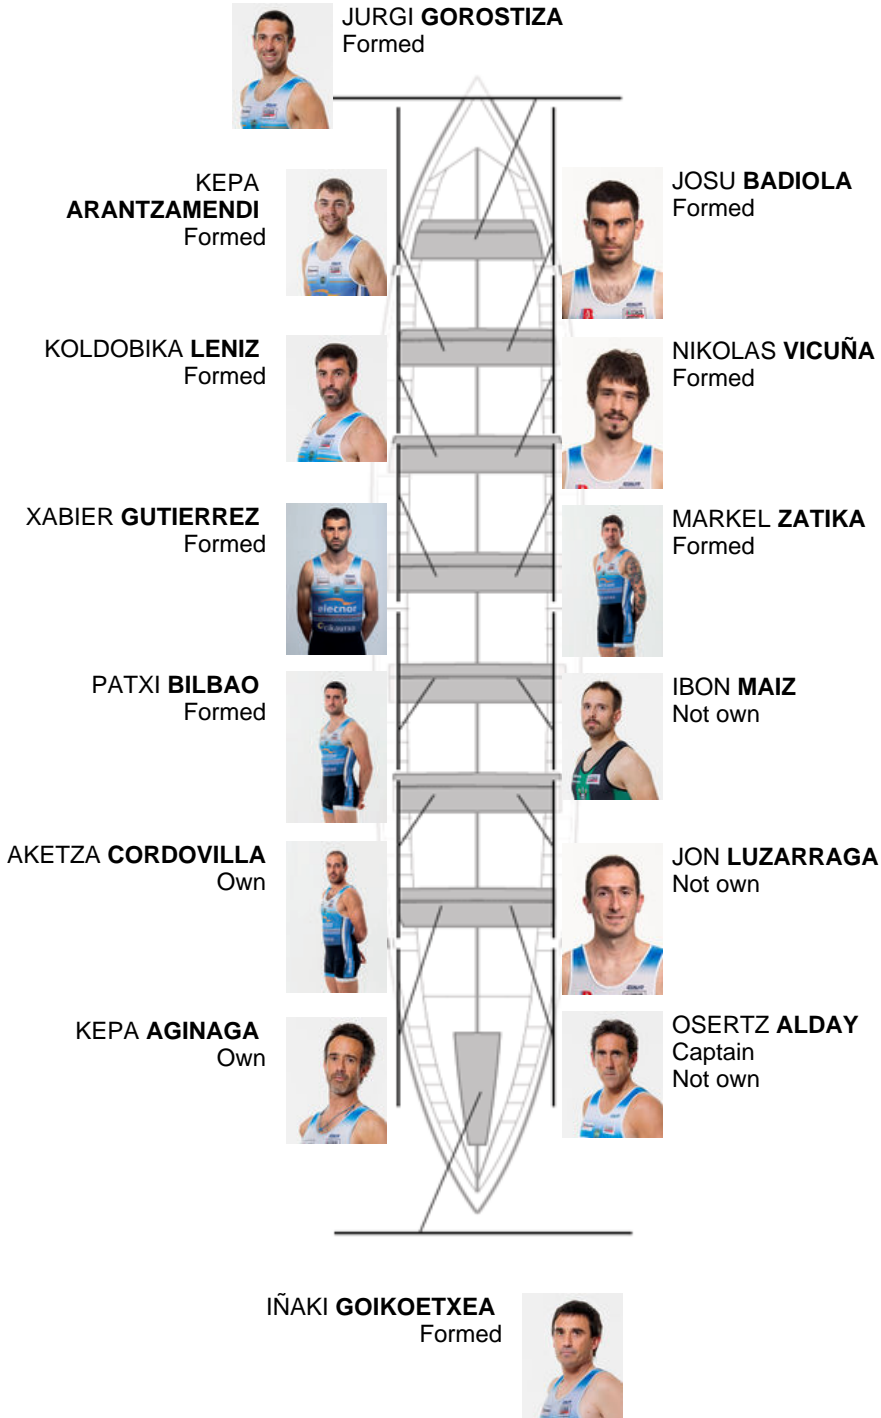 JURGI GOROSTIZA
Formed
KEPA
ARANTZAMENDI
Formed
JOSU BADIOLA
Formed
KOLDOBIKA LENIZ
Formed
NIKOLAS VICUÑA
Formed
XABIER GUTIERREZ
Formed
elecnor
cikautxo
MARKEL ZATIKA
Formed
PATXI BILBAO
Formed
IBON MAIZ
Not own
AKETZA CORDOVILLA
Own
JON LUZARRAGA
Not own
KEPA AGINAGA
Own
OSERTZ ALDAY
Captain
Not own
IÑAKI GOIKOETXEA
Formed